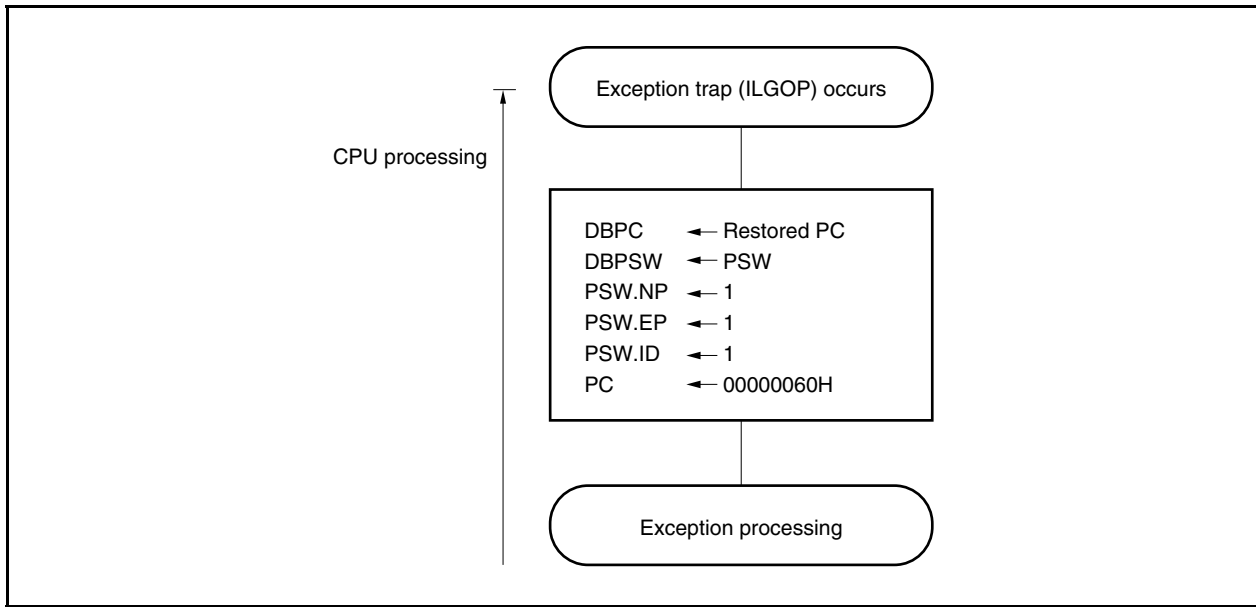 Exception trap (ILGOP) occurs
CPU processing
DBPC ← Restored PC
DBPSW ← PSW
PSW.NP ← 1
PSW.EP ← 1
PSW.ID ← 1
PC ← 00000060H
Exception processing